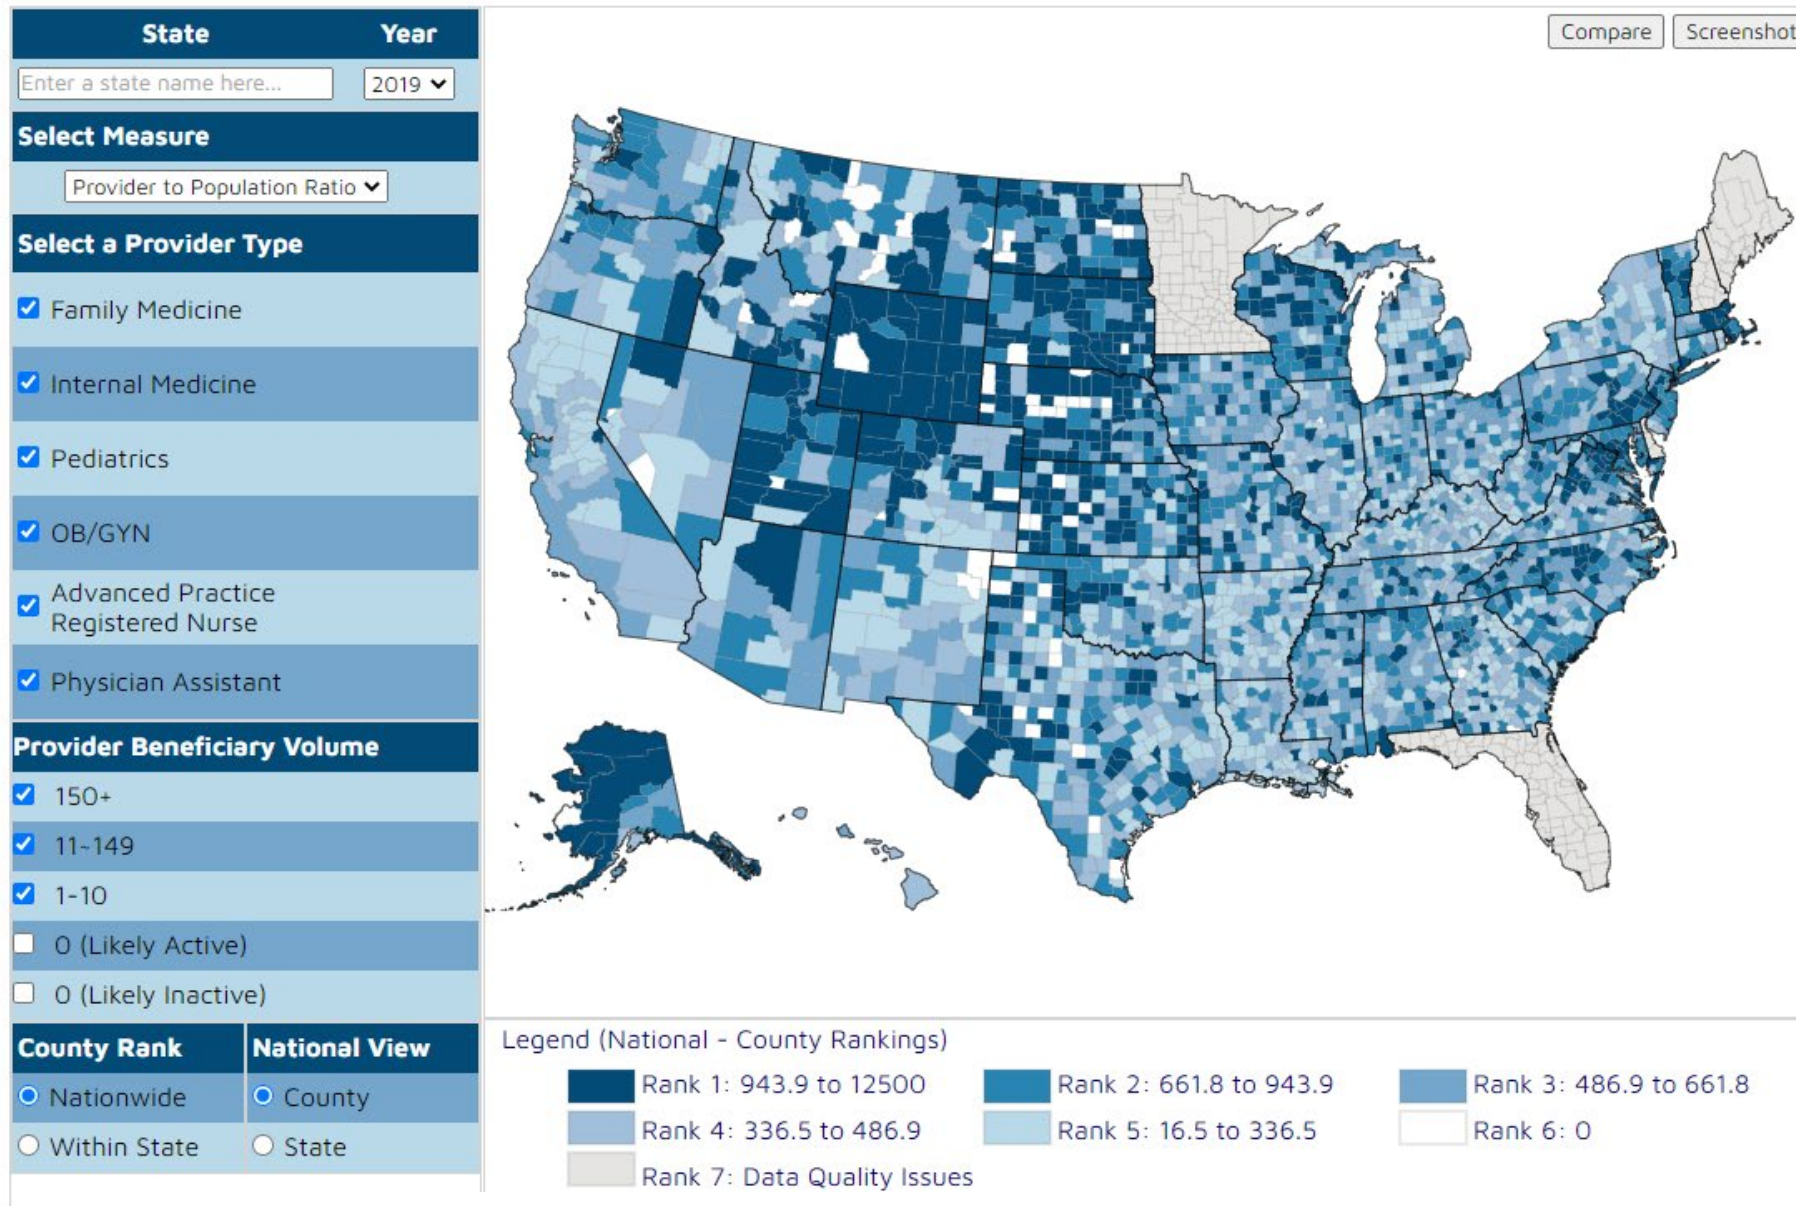 State Year
Enter a state name here...
2019
Select Measure
Provider to Population Ratio
Select a Provider Type
Family Medicine
Internal Medicine
Pediatrics
OB/GYN
Advanced Practice
Registered Nurse
Physician Assistant
Provider Beneficiary Volume
150+
11-149
1-10
0 (Likely Active)
0 (Likely Inactive)
County Rank
Nationwide
Within State
National View
County
State
Compare
Screenshot
Legend (National - County Rankings)
Rank 1: 943.9 to 12500
Rank 2: 661.8 to 943.9
Rank 3: 486.9 to 661.8
Rank 4: 336.5 to 486.9
Rank 5: 16.5 to 336.5
Rank 6: 0
Rank 7: Data Quality Issues